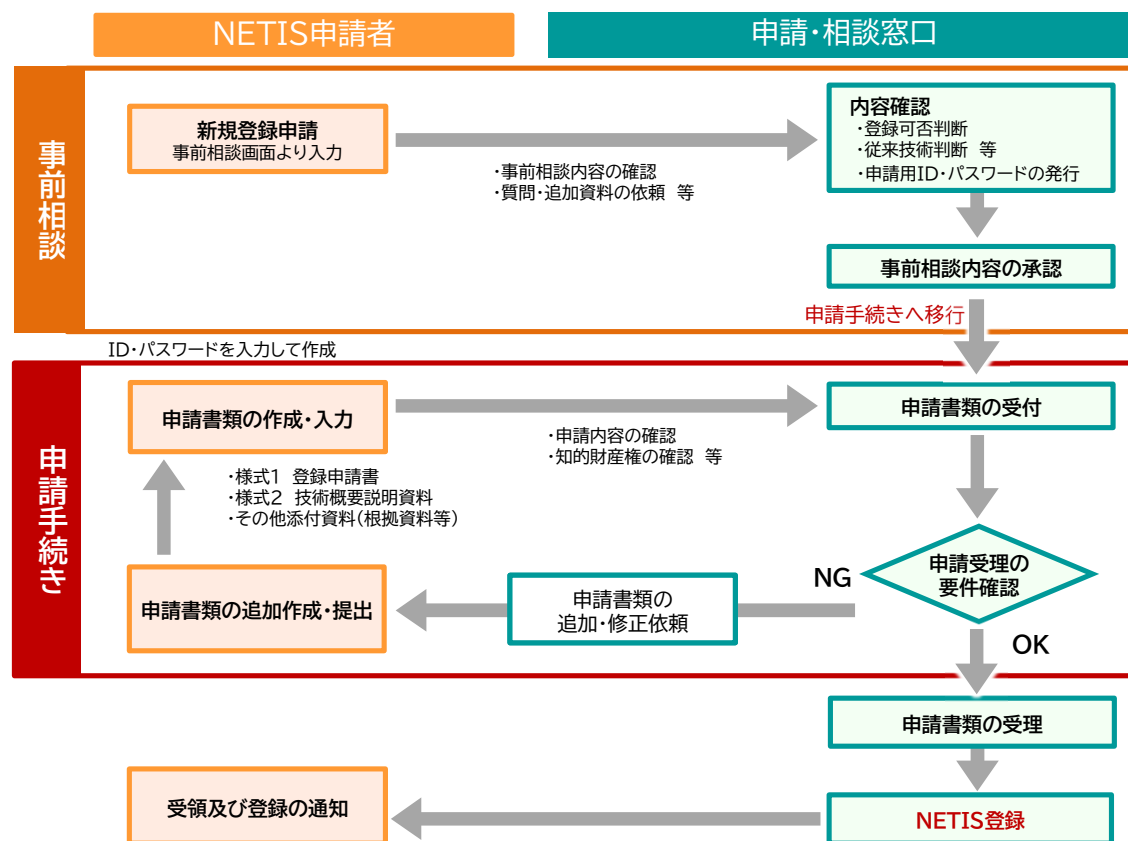 NETIS申請者
申請・相談窓口
事前相談
新規登録申請
事前相談画面より入力
・事前相談内容の確認
・質問・追加資料の依頼 等
内容確認
・登録可否判断
・従来技術判断 等
・申請用ID・パスワードの発行
事前相談内容の承認
申請手続きへ移行
ID・パスワードを入力して作成
申請手続き
申請書類の作成・入力
・申請内容の確認
・知的財産権の確認 等
申請書類の受付
・様式1 登録申請書
・様式2 技術概要説明資料
・その他添付資料(根拠資料等)
申請受理の
要件確認
NG
申請書類の
追加・修正依頼
申請書類の追加作成・提出
OK
申請書類の受理
受領及び登録の通知
NETIS登録